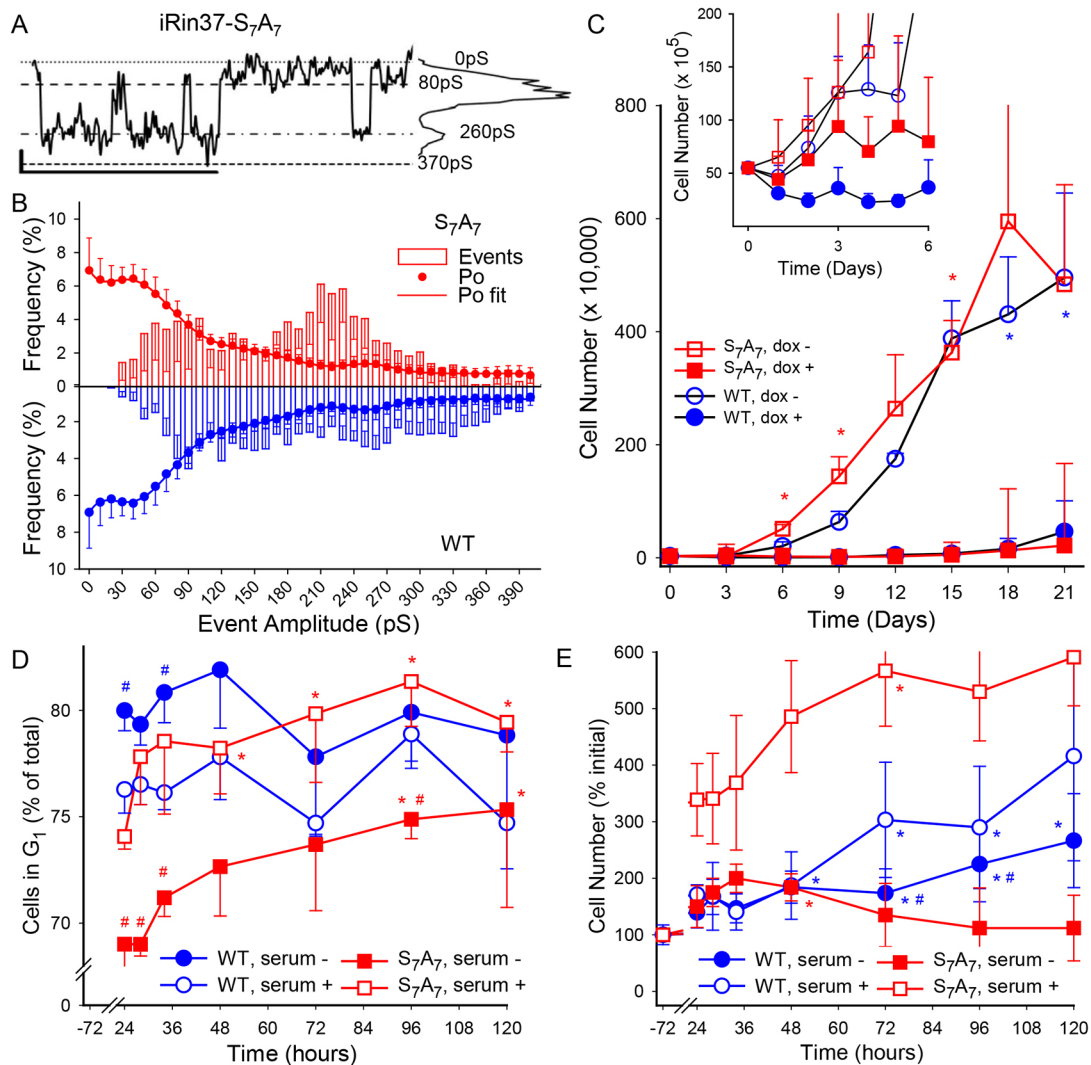 A
iRin37-S7A7
0pS
80pS
260pS
370pS
B
S7A7
Events
Po
Po fit
Frequency (%)
10
8
6
4
2
0
Frequency (%)
2
4
6
8
10
WT
0
30
60
90
120
150
180
210
240
270
300
330
360
390
Event Amplitude (pS)
C
Cell Number (x 10^5)
200
150
100
50
0
3
6
Time (Days)
Cell Number (x 10,000)
800
600
400
200
0
*
*
*
*
*
S7A7, dox -
S7A7, dox +
WT, dox -
WT, dox +
0
3
6
9
12
15
18
21
Time (Days)
D
Cells in G1 (% of total)
80
75
70
0
#
#
*
*
*
*
#
* #
*
# #
WT, serum -
S7A7, serum -
WT, serum +
S7A7, serum +
-72
24
36
48
60
72
84
96
108
120
Time (hours)
E
Cell Number (% initial)
600
500
400
300
200
100
0
*
*
*
*
*
* #
* #
*
WT, serum -
S7A7, serum -
WT, serum +
S7A7, serum +
-72
24
36
48
60
72
84
96
108
120
Time (hours)